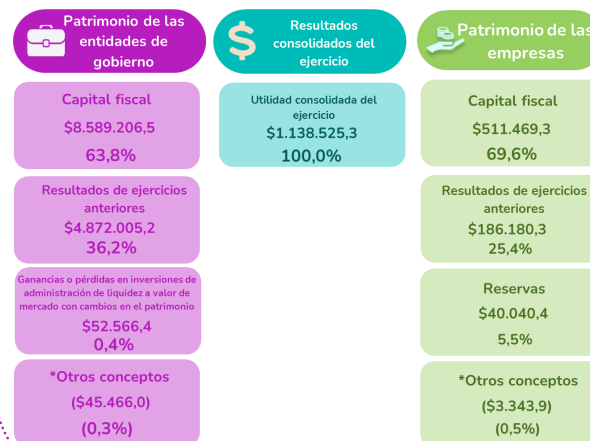 Patrimonio de las
entidades de
gobierno
Capital fiscal
$8.589.206,5
63,8%
Resultados de ejercicios
anteriores
$4.872.005,2
36,2%
Ganancias o pérdidas en inversiones de
administración de liquidez a valor de
mercado con cambios en el patrimonio
$52.566,4
0,4%
*Otros conceptos
($45.466,0)
(0,3%)
Resultados
consolidados del
ejercicio
Utilidad consolidada del
ejercicio
$1.138.525,3
100,0%
Patrimonio de las
empresas
Capital fiscal
$511.469,3
69,6%
Resultados de ejercicios
anteriores
$186.180,3
25,4%
Reservas
$40.040,4
5,5%
*Otros conceptos
($3.343,9)
(0,5%)